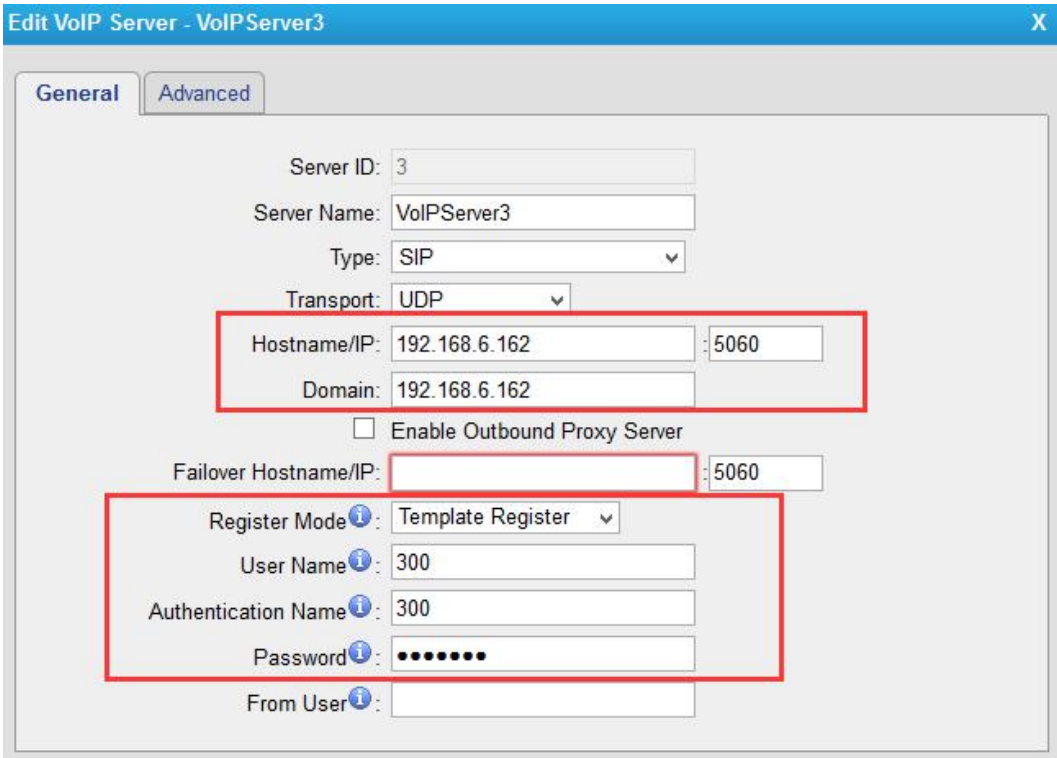 Edit VoIP Server - VoIPServer3 X
General Advanced
Server ID: 3
Server Name: VoIPServer3
Type: SIP
Transport: UDP
Hostname/IP: 192.168.6.162 : 5060
Domain: 192.168.6.162
Enable Outbound Proxy Server
Failover Hostname/IP: : 5060
Register Mode i : Template Register
User Name i : 300
Authentication Name i : 300
Password i : •••••••
From User i :